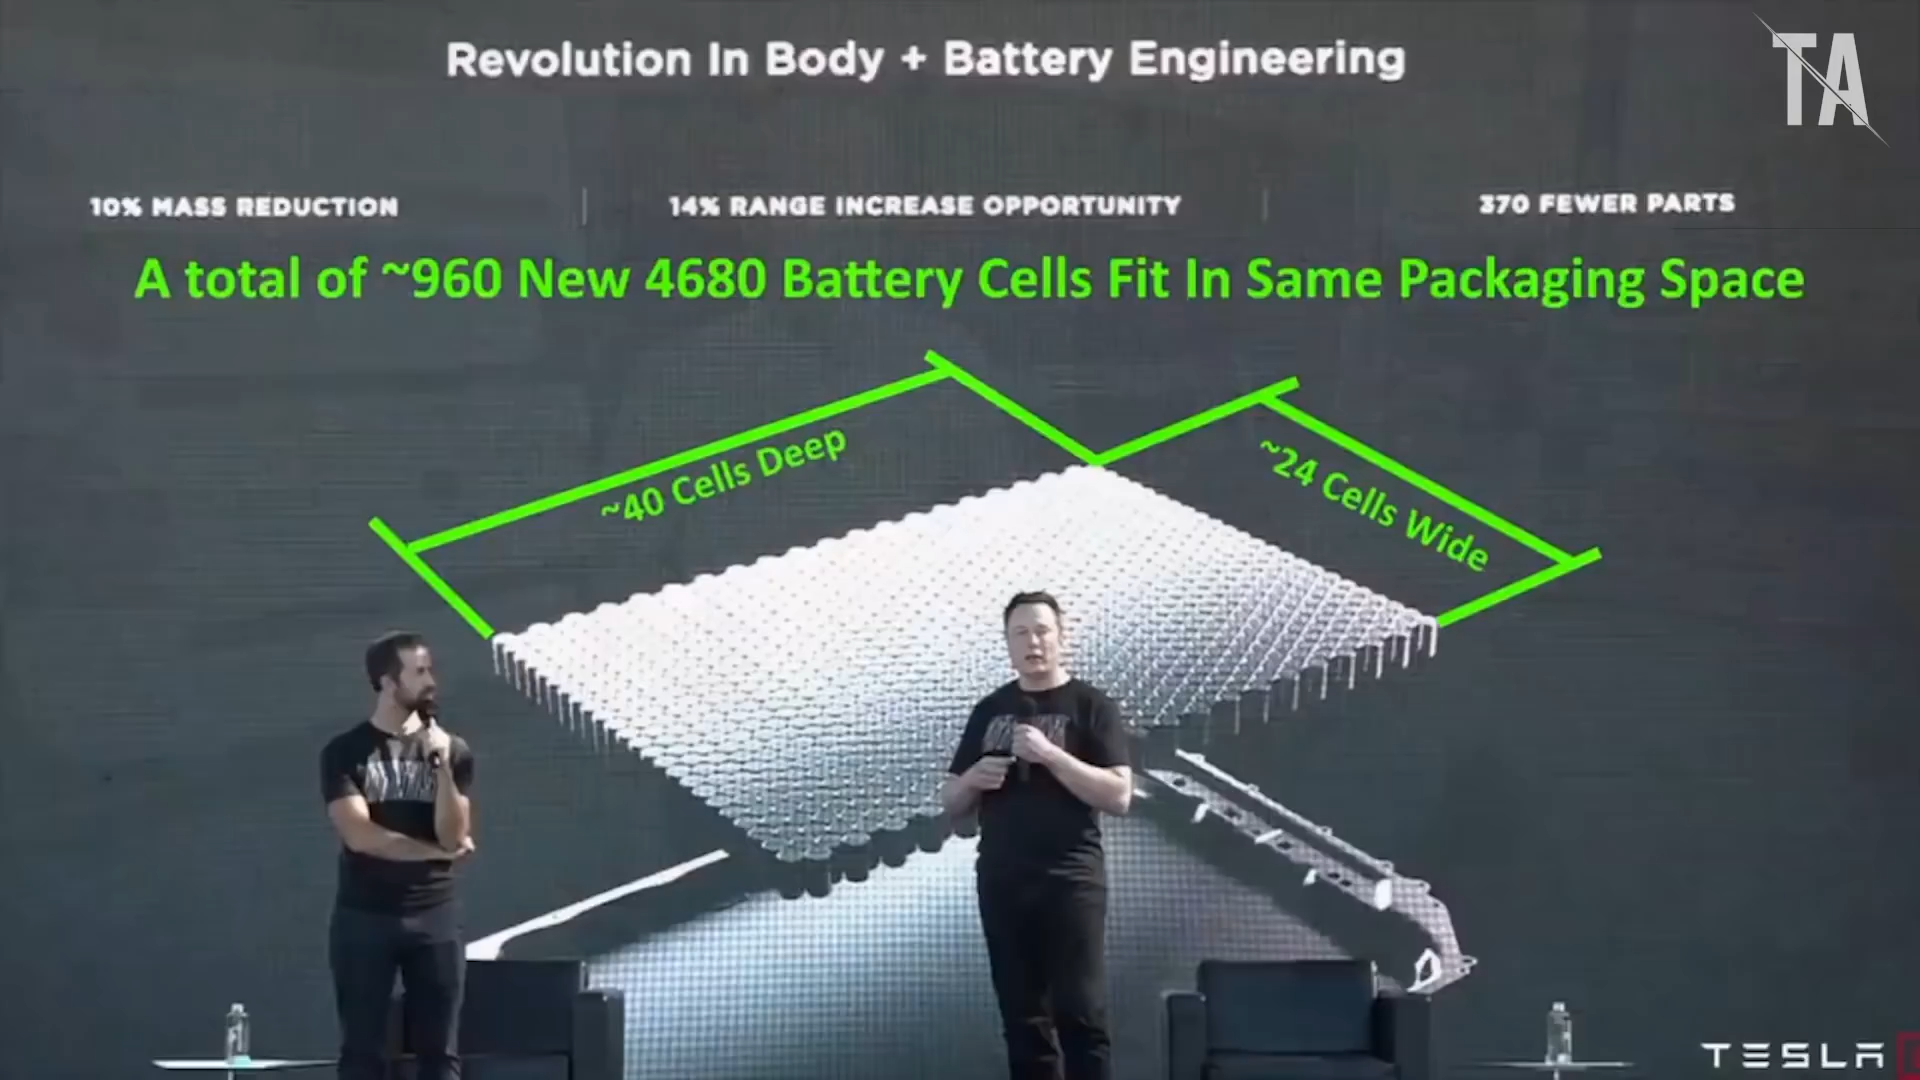 Revolution In Body + Battery Engineering
TA
10% MASS REDUCTION
14% RANGE INCREASE OPPORTUNITY
370 FEWER PARTS
A total of ~960 New 4680 Battery Cells Fit In Same Packaging Space
~40 Cells Deep
~24 Cells Wide
TESLA